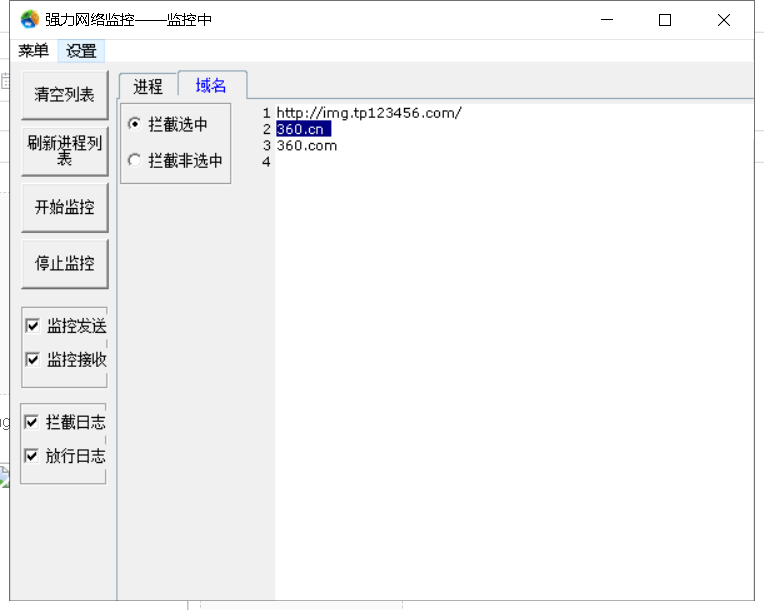 强力网络监控——监控中
菜单 设置
清空列表
刷新进程列
表
开始监控
停止监控
监控发送
监控接收
拦截日志
放行日志
进程 域名
拦截选中
拦截非选中
1 http://img.tp123456.com/
2 360.cn
3 360.com
4